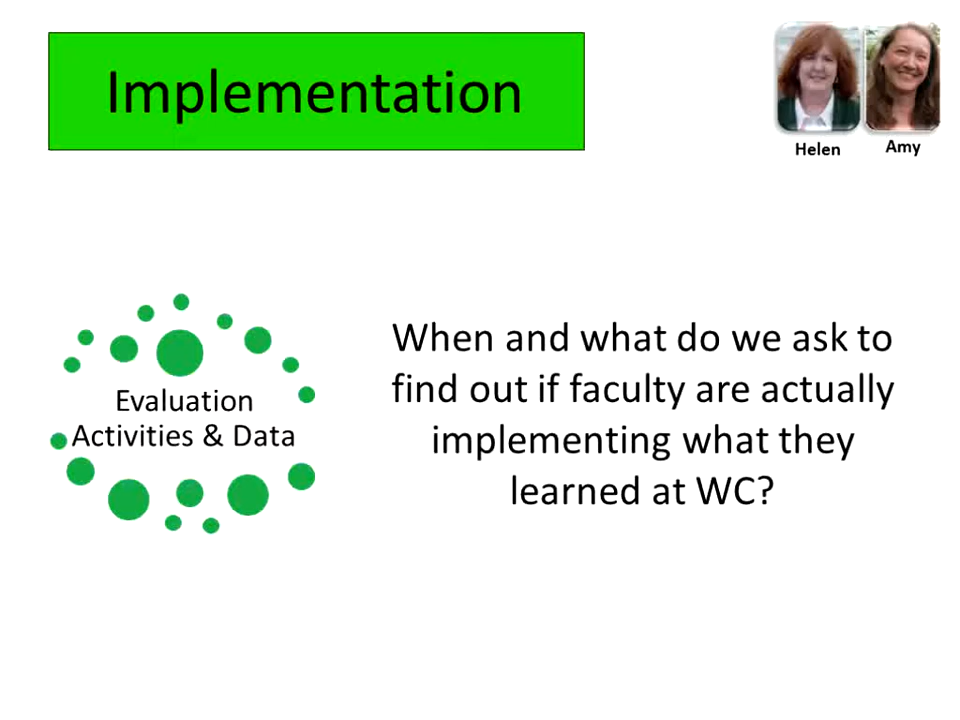 Implementation
Helen
Amy
Evaluation
Activities & Data
When and what do we ask to
find out if faculty are actually
implementing what they
learned at WC?